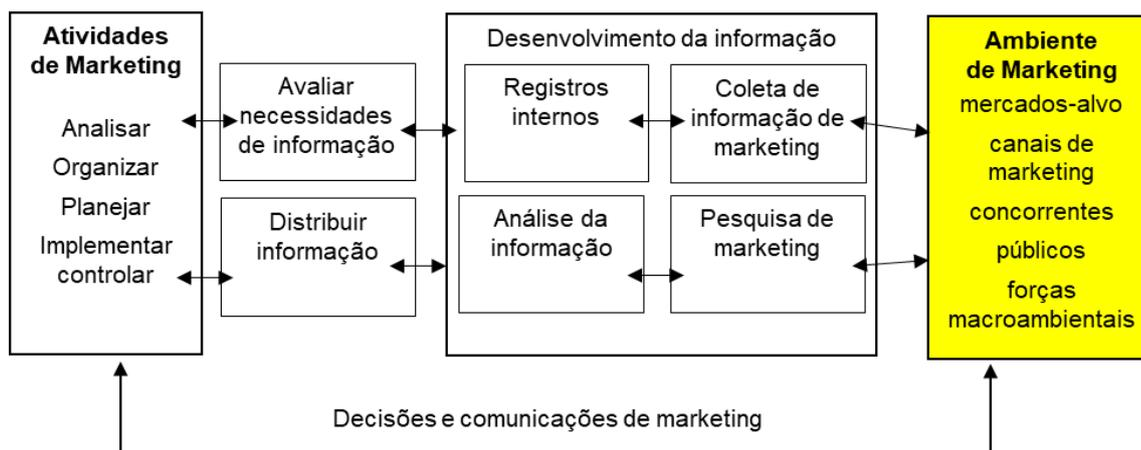 Atividades
de Marketing
Analisar
Organizar
Planejar
Implementar
controlar
Avaliar
necessidades
de informação
Distribuir
informação
Desenvolvimento da informação
Registros
internos
Coleta de
informação de
marketing
Análise da
informação
Pesquisa de
marketing
Ambiente
de Marketing
mercados-alvo
canais de
marketing
concorrentes
públicos
forças
macroambientais
Decisões e comunicações de marketing